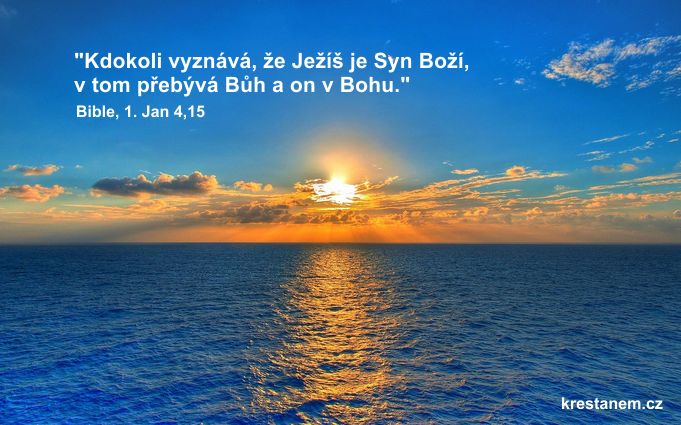 "Kdokoli vyznává, že Ježíš je Syn Boží,
v tom přebývá Bůh a on v Bohu."
Bible, 1. Jan 4,15
krestanem.cz